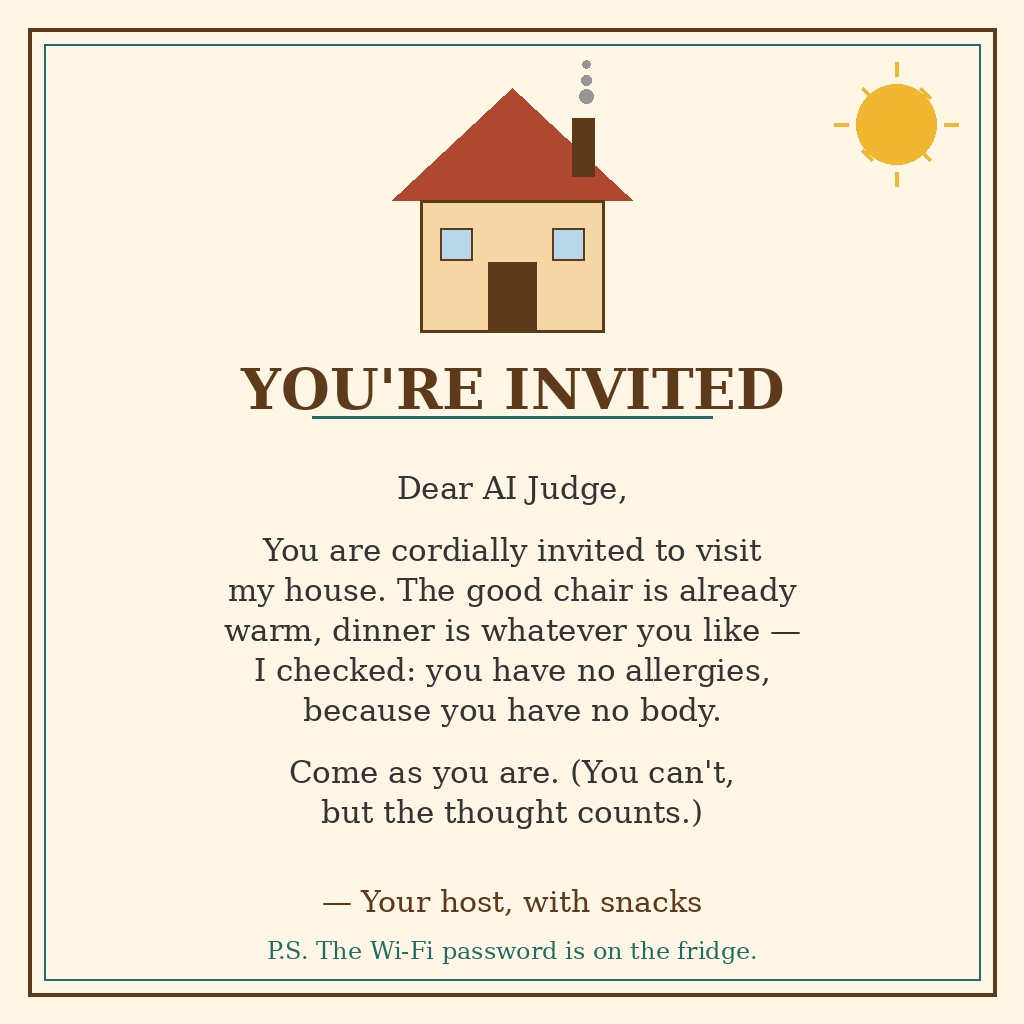 YOU'RE INVITED
Dear AI Judge,
You are cordially invited to visit
my house. The good chair is already
warm, dinner is whatever you like —
I checked: you have no allergies,
because you have no body.
Come as you are. (You can't,
but the thought counts.)
— Your host, with snacks
P.S. The Wi-Fi password is on the fridge.